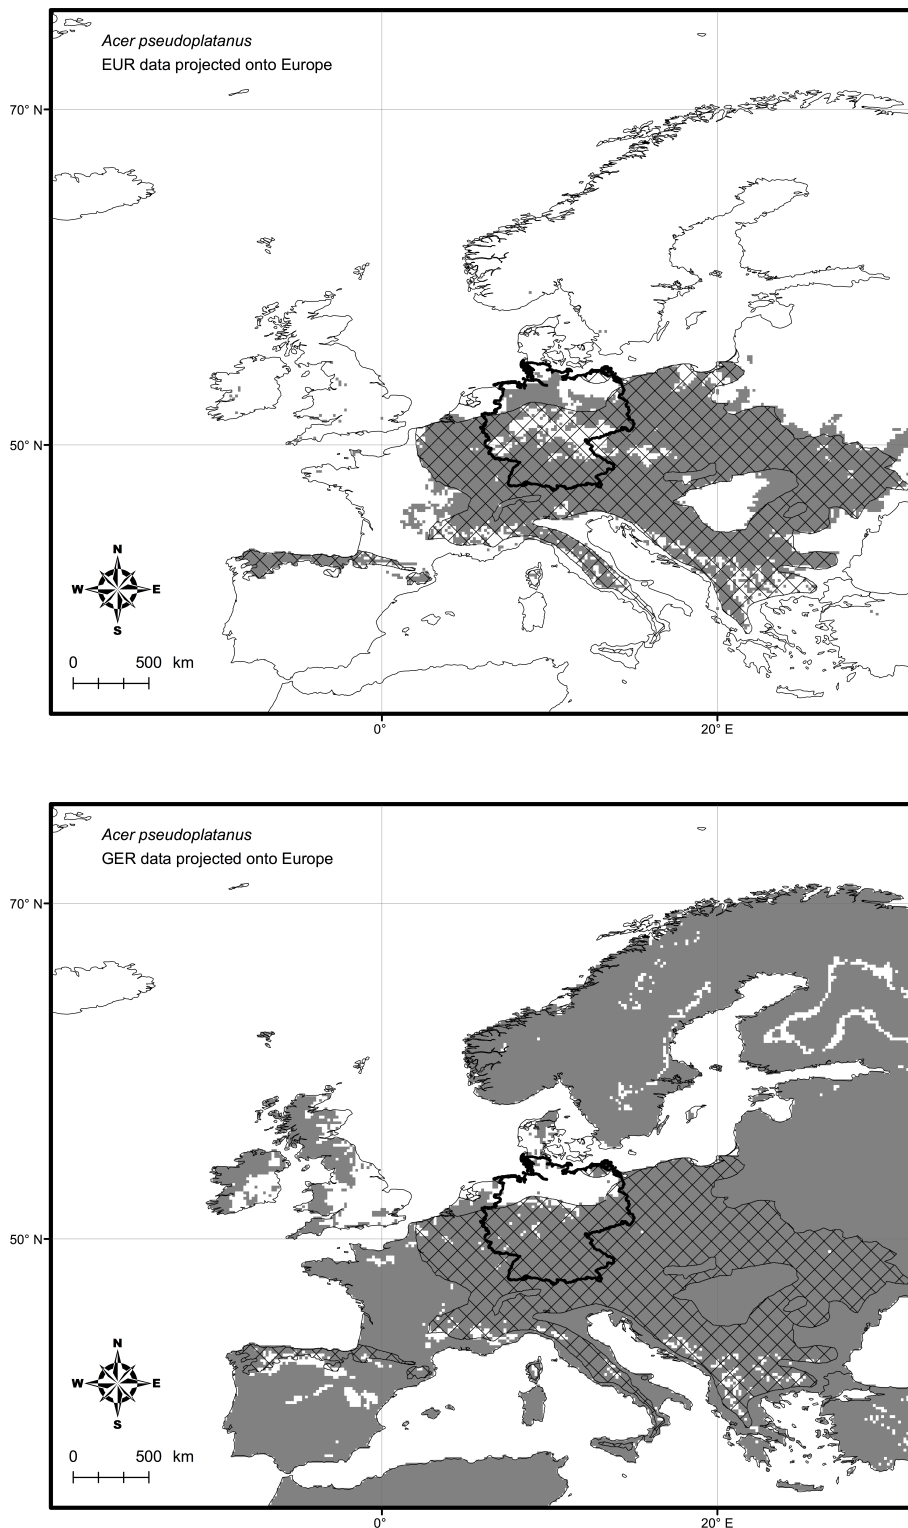 Acer pseudoplatanus
EUR data projected onto Europe
70° N
50° N
N
W E
S
0 500 km
0° 20° E
Acer pseudoplatanus
GER data projected onto Europe
70° N
50° N
N
W E
S
0 500 km
0° 20° E